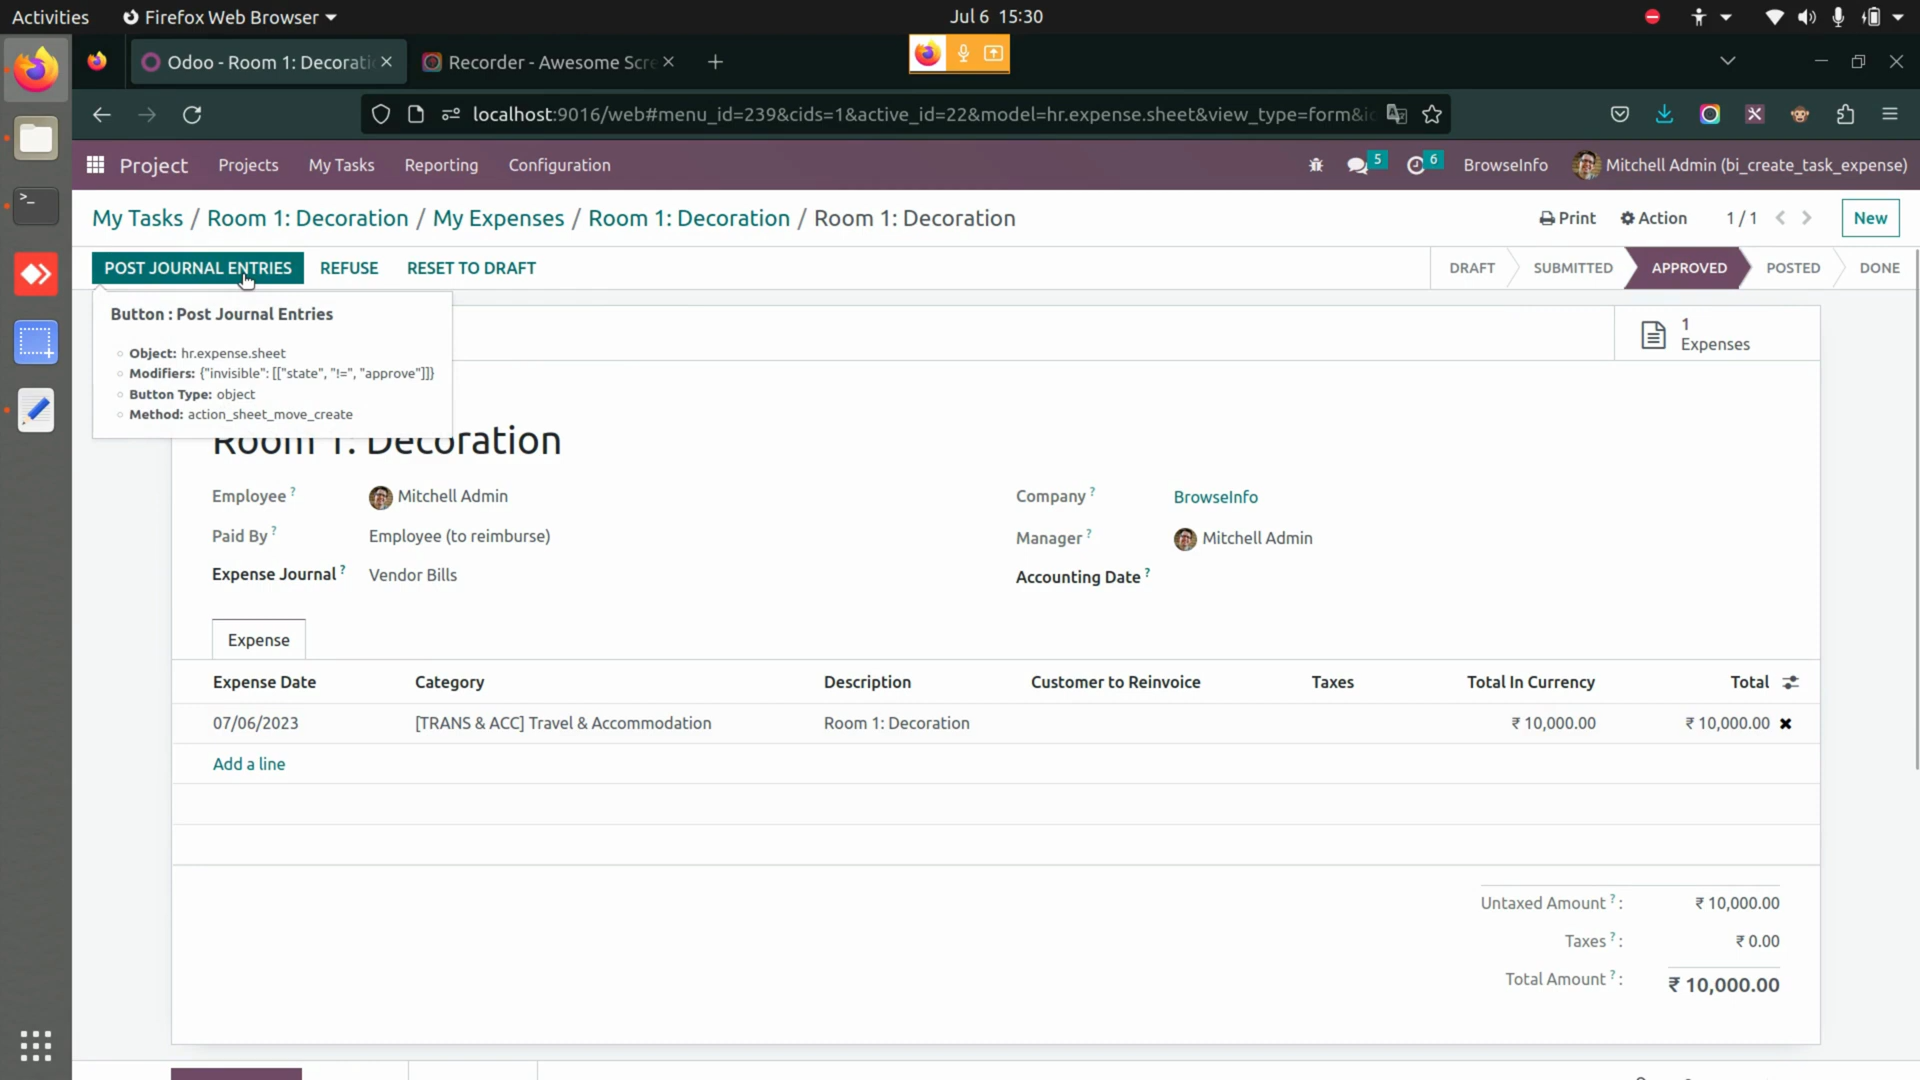 Activities
Firefox Web Browser
Jul 6 15:30
Odoo - Room 1: Decorati
Recorder - Awesome Scre
localhost:9016/web#menu_id=239&cids=1&active_id=22&model=hr.expense.sheet&view_type=form&i
Project
Projects
My Tasks
Reporting
Configuration
5
6
BrowseInfo
Mitchell Admin (bi_create_task_expense)
My Tasks / Room 1: Decoration / My Expenses / Room 1: Decoration / Room 1: Decoration
Print
Action
1 / 1
New
POST JOURNAL ENTRIES
REFUSE
RESET TO DRAFT
DRAFT
SUBMITTED
APPROVED
POSTED
DONE
Button : Post Journal Entries
Object: hr.expense.sheet
Modifiers: {"invisible": [["state", "!=", "approve"]]}
Button Type: object
Method: action_sheet_move_create
1
Expenses
Room 1: Decoration
Employee ?
Mitchell Admin
Company ?
BrowseInfo
Paid By ?
Employee (to reimburse)
Manager ?
Mitchell Admin
Expense Journal ?
Vendor Bills
Accounting Date ?
Expense
Expense Date
Category
Description
Customer to Reinvoice
Taxes
Total In Currency
Total
07/06/2023
[TRANS & ACC] Travel & Accommodation
Room 1: Decoration
₹ 10,000.00
₹ 10,000.00
Add a line
Untaxed Amount ? :
₹ 10,000.00
Taxes ? :
₹ 0.00
Total Amount ? :
₹ 10,000.00